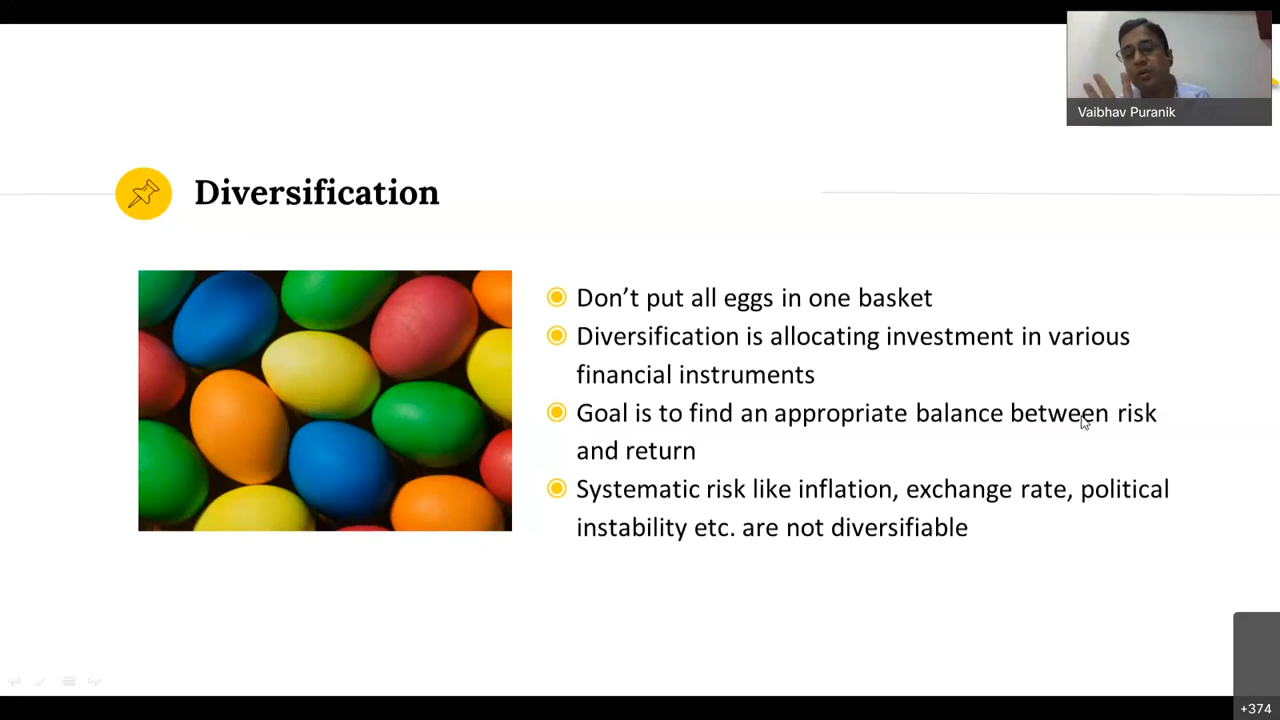 Vaibhav Puranik
Diversification
Don’t put all eggs in one basket
Diversification is allocating investment in various
financial instruments
Goal is to find an appropriate balance between risk
and return
Systematic risk like inflation, exchange rate, political
instability etc. are not diversifiable
+374